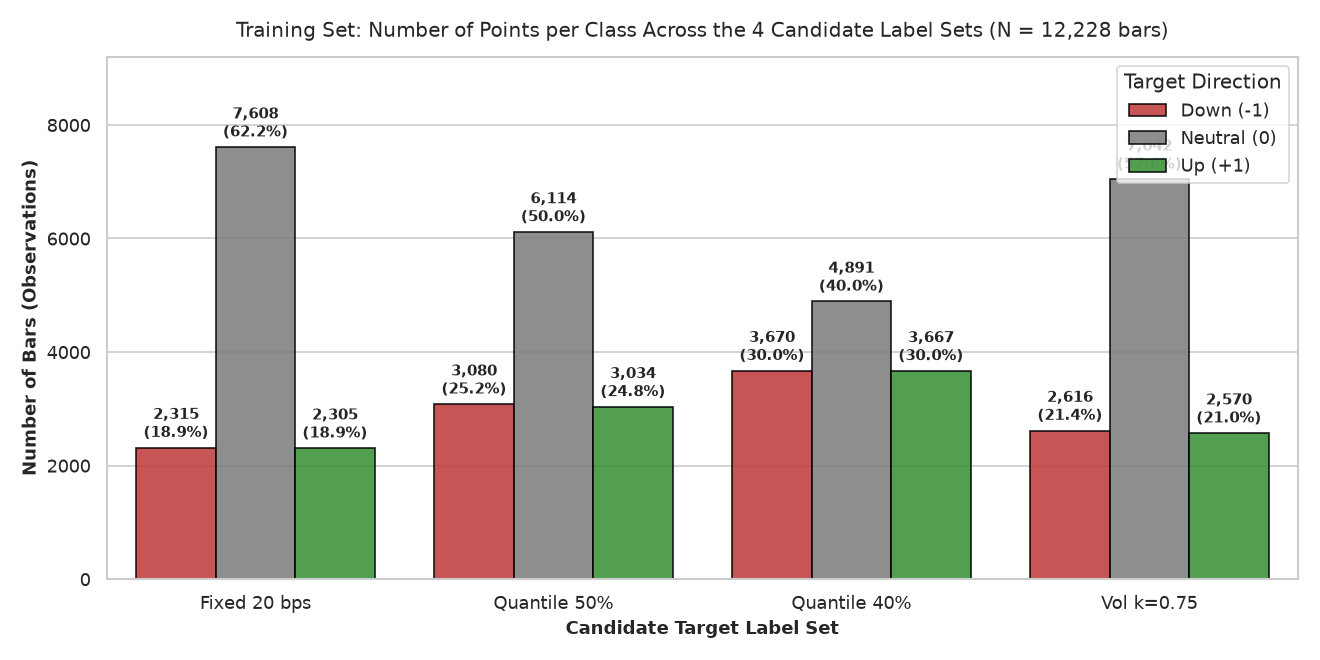 Training Set: Number of Points per Class Across the 4 Candidate Label Sets (N = 12,228 bars)
Number of Bars (Observations)
8000
6000
4000
2000
0
7,608
(62.2%)
2,315
(18.9%)
2,305
(18.9%)
6,114
(50.0%)
3,080
(25.2%)
3,034
(24.8%)
4,891
(40.0%)
3,670
(30.0%)
3,667
(30.0%)
7,042
2,616
(21.4%)
2,570
(21.0%)
Target Direction
Down (-1)
Neutral (0)
Up (+1)
Fixed 20 bps
Quantile 50%
Quantile 40%
Vol k=0.75
Candidate Target Label Set